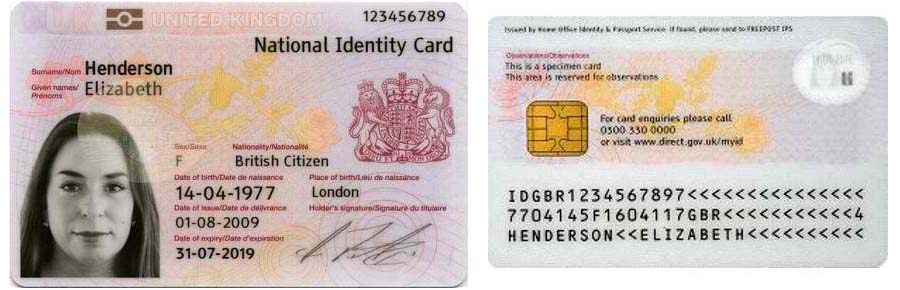 UNITED KINGDOM
123456789
National Identity Card
Surname/Nom
Henderson
Given names/
Prénoms
Elizabeth
Sex/Sexe
Nationality/Nationalité
F
British Citizen
Date of birth/Date de naissance
Place of birth/Lieu de naissance
14-04-1977
London
Date of issue/Date de délivrance
Holder's signature/Signature du titulaire
01-08-2009
Date of expiry/Date d'expiration
31-07-2019
Issued by Home Office Identity & Passport Service If found, please send to FREEPOST IPS
Observations/Observations
This is a specimen card
This area is reserved for observations
For card enquiries please call
0300 330 0000
or visit www.direct.gov.uk/myid
IDGBR1234567897<<<<<<<<<<<<<<<
7704145F1604117GBR<<<<<<<<<<<4
HENDERSON<<ELIZABETH<<<<<<<<<<